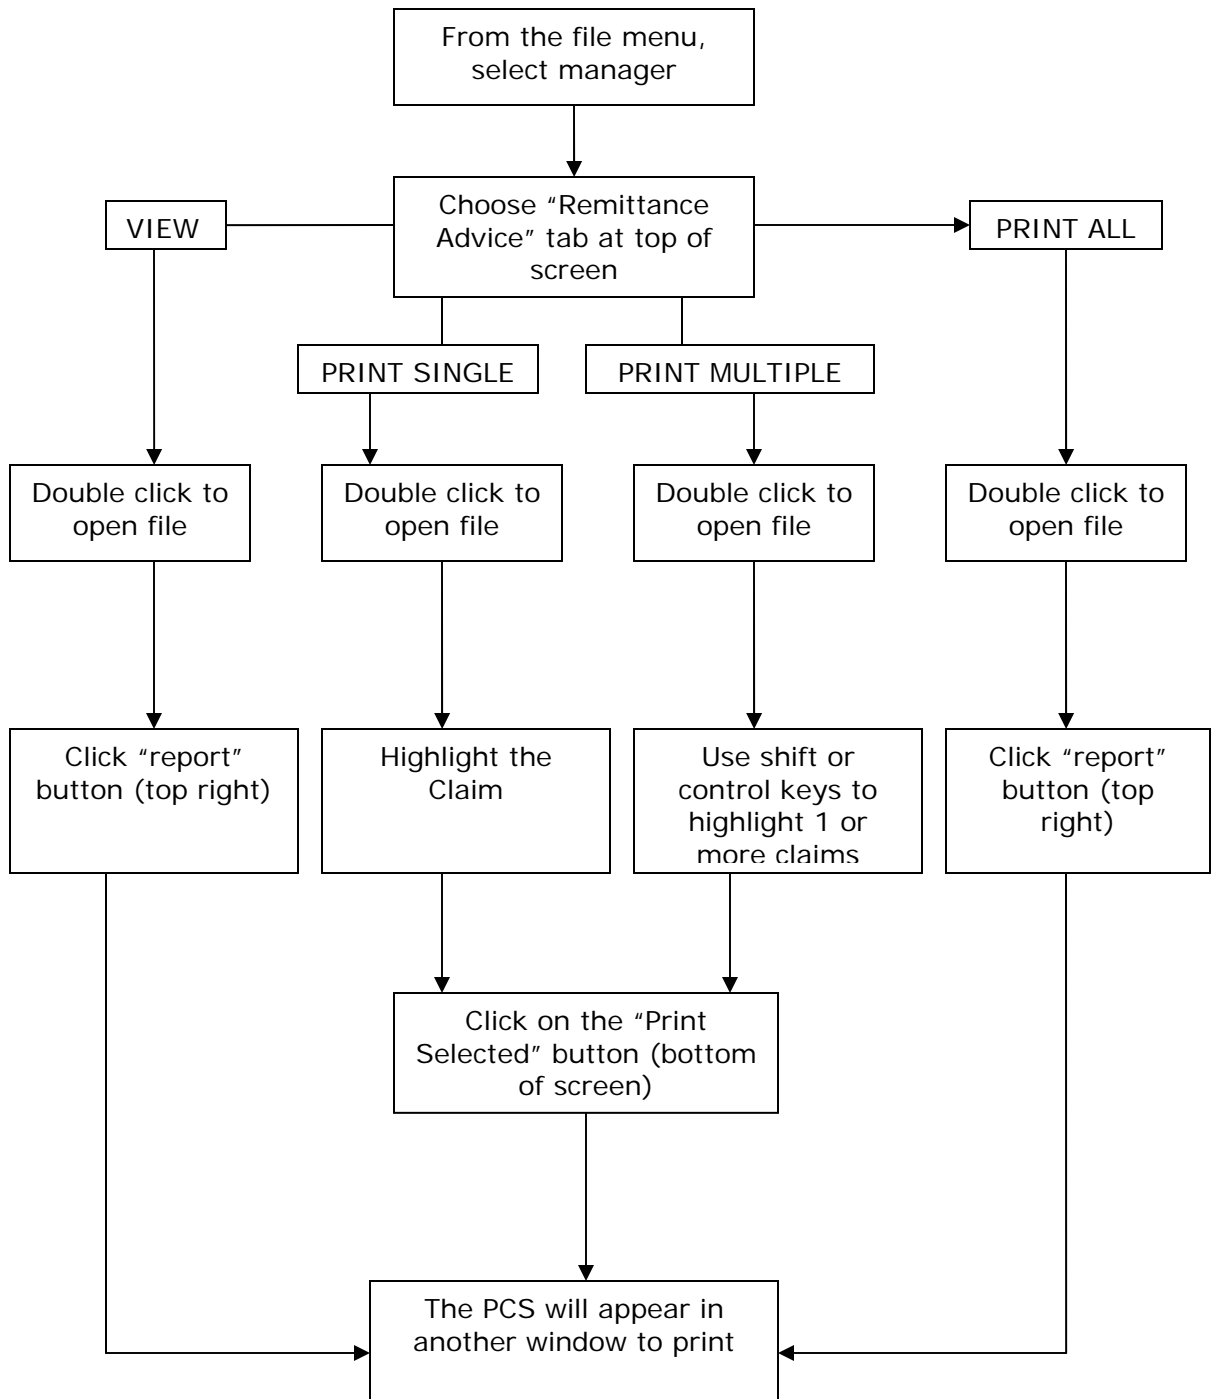 From the file menu,
select manager
Choose “Remittance
Advice” tab at top of
screen
VIEW
PRINT ALL
PRINT SINGLE
PRINT MULTIPLE
Double click to
open file
Double click to
open file
Double click to
open file
Double click to
open file
Click “report”
button (top right)
Highlight the
Claim
Use shift or
control keys to
highlight 1 or
more claims
Click “report”
button (top
right)
Click on the “Print
Selected” button (bottom
of screen)
The PCS will appear in
another window to print